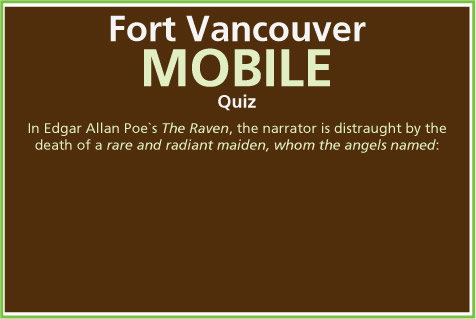 Fort Vancouver
MOBILE
Quiz
In Edgar Allan Poe`s The Raven, the narrator is distraught by the
death of a rare and radiant maiden, whom the angels named: